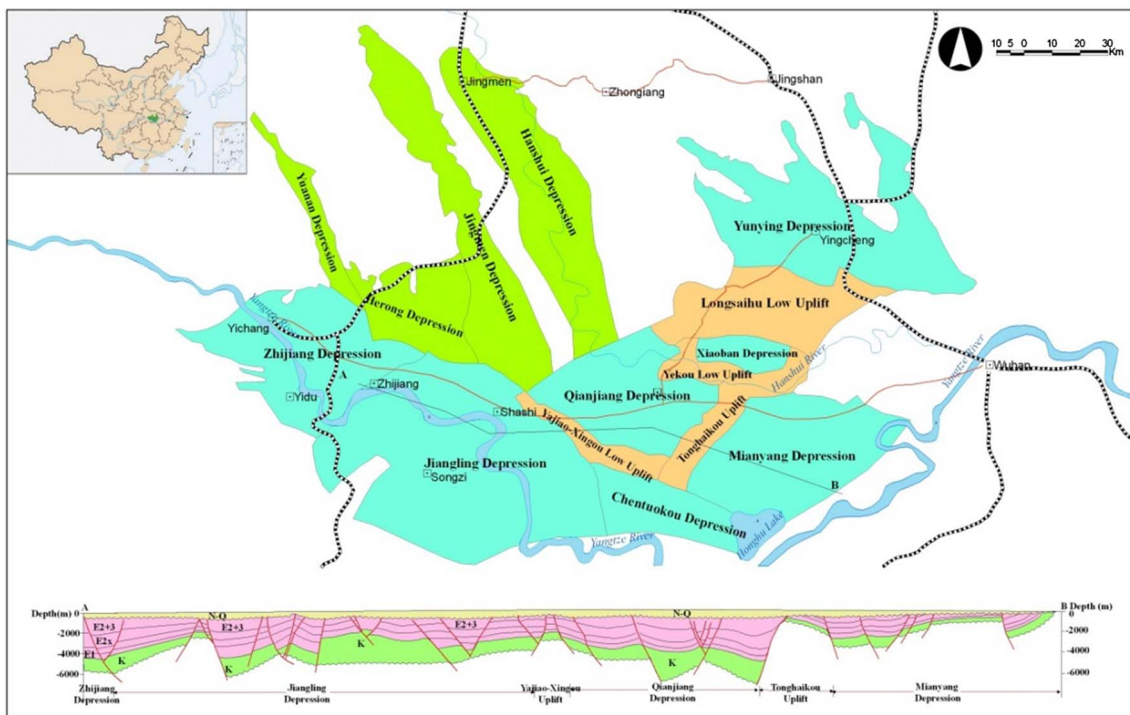 10 5 0 10 20 30
Km
Jingmen
Zhongiang
Jingshan
Hanshui Depression
Yuanan Depression
Jingmen Depression
Yunying Depression
Yingcheng
Herong Depression
Longsaihu Low Uplift
Yangtze River
Yichang
Zhijiang Depression
Xiaoban Depression
Hanshui River
Yangtze River
Wuhan
A
Zhijiang
Yekou Low Uplift
Qianjiang Depression
Yidu
Shashi
Yajiao-Xingou Low Uplift
Tonghaikou Uplift
Mianyang Depression
Jiangling Depression
Songzi
B
Chentuokou Depression
Honghu Lake
Yangtze River
A
B Depth (m)
Depth(m) 0
N-Q
N-Q
0
E2+3
E2+3
E2+3
-2000
-2000
E2x
K
K
-4000
E1
K
K
K
-4000
-6000
-6000
Zhijiang
Depression
Jiangling
Depression
Yajiao-Xingou
Uplift
Qianjiang
Depression
Tonghaikou
Uplift
Mianyang
Depression